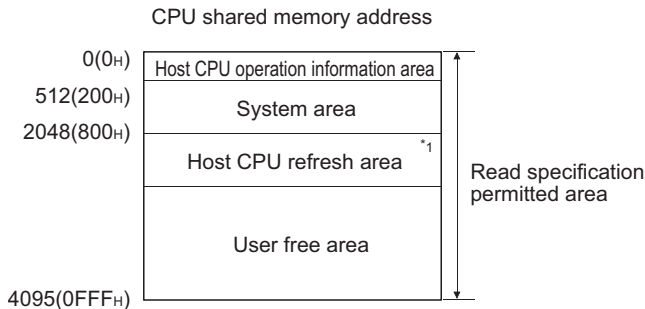 CPU shared memory address
0(0H)
Host CPU operation information area
512(200H)
System area
2048(800H)
Host CPU refresh area *1
Read specification
permitted area
User free area
4095(0FFFH)